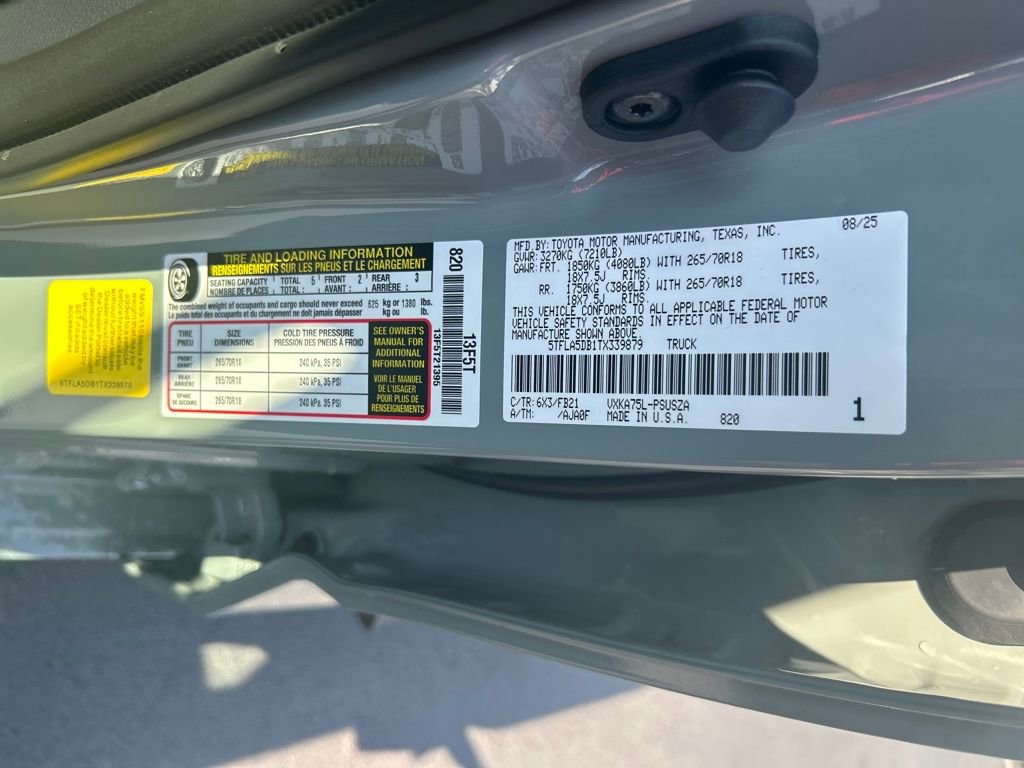 5TFLA5DB1TX339879
TIRE AND LOADING INFORMATION
RENSEIGNEMENTS SUR LES PNEUS ET LE CHARGEMENT
SEATING CAPACITY TOTAL 5 FRONT 2 REAR 3
NOMBRE DE PLACES : AVANT : ARRIÈRE :
The combined weight of occupants and cargo should never exceed 625 kg or 1380 lbs.
Le poids total des occupants et du chargement ne doit jamais dépasser kg ou lb.
TIRE SIZE COLD TIRE PRESSURE
PNEU DIMENSIONS PRESSION DES PNEUS À FROID
FRONT 265/70R18 240 kPa, 35 PSI
AVANT
REAR 265/70R18 240 kPa, 35 PSI
ARRIÈRE
SPARE 265/70R18 240 kPa, 35 PSI
DE SECOURS
SEE OWNER'S
MANUAL FOR
ADDITIONAL
INFORMATION
VOIR LE MANUEL
DE L'USAGER
POUR PLUS DE
RENSEIGNEMENTS
820
13F5T
13F5T21395
MFD.BY:TOYOTA MOTOR MANUFACTURING, TEXAS, INC. 08/25
GVWR:3270KG (7210LB)
GAWR:FRT. 1850KG (4080LB) WITH 265/70R18 TIRES,
18X7.5J RIMS
RR. 1750KG (3860LB) WITH 265/70R18 TIRES,
18X7.5J RIMS
THIS VEHICLE CONFORMS TO ALL APPLICABLE FEDERAL MOTOR
VEHICLE SAFETY STANDARDS IN EFFECT ON THE DATE OF
MANUFACTURE SHOWN ABOVE.
5TFLA5DB1TX339879 TRUCK
C/TR:6X3/FB21 VXKA75L-PSUSZA
A/TM: /AJA0F MADE IN U.S.A. 820 1